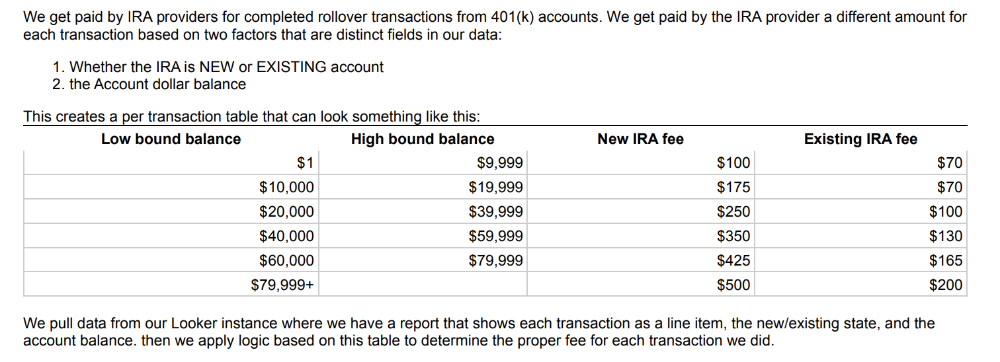 We get paid by IRA providers for completed rollover transactions from 401(k) accounts. We get paid by the IRA provider a different amount for
each transaction based on two factors that are distinct fields in our data:
1. Whether the IRA is NEW or EXISTING account
2. the Account dollar balance
This creates a per transaction table that can look something like this:
Low bound balance High bound balance New IRA fee Existing IRA fee
$1 $9,999 $100 $70
$10,000 $19,999 $175 $70
$20,000 $39,999 $250 $100
$40,000 $59,999 $350 $130
$60,000 $79,999 $425 $165
$79,999+ $500 $200
We pull data from our Looker instance where we have a report that shows each transaction as a line item, the new/existing state, and the
account balance. then we apply logic based on this table to determine the proper fee for each transaction we did.